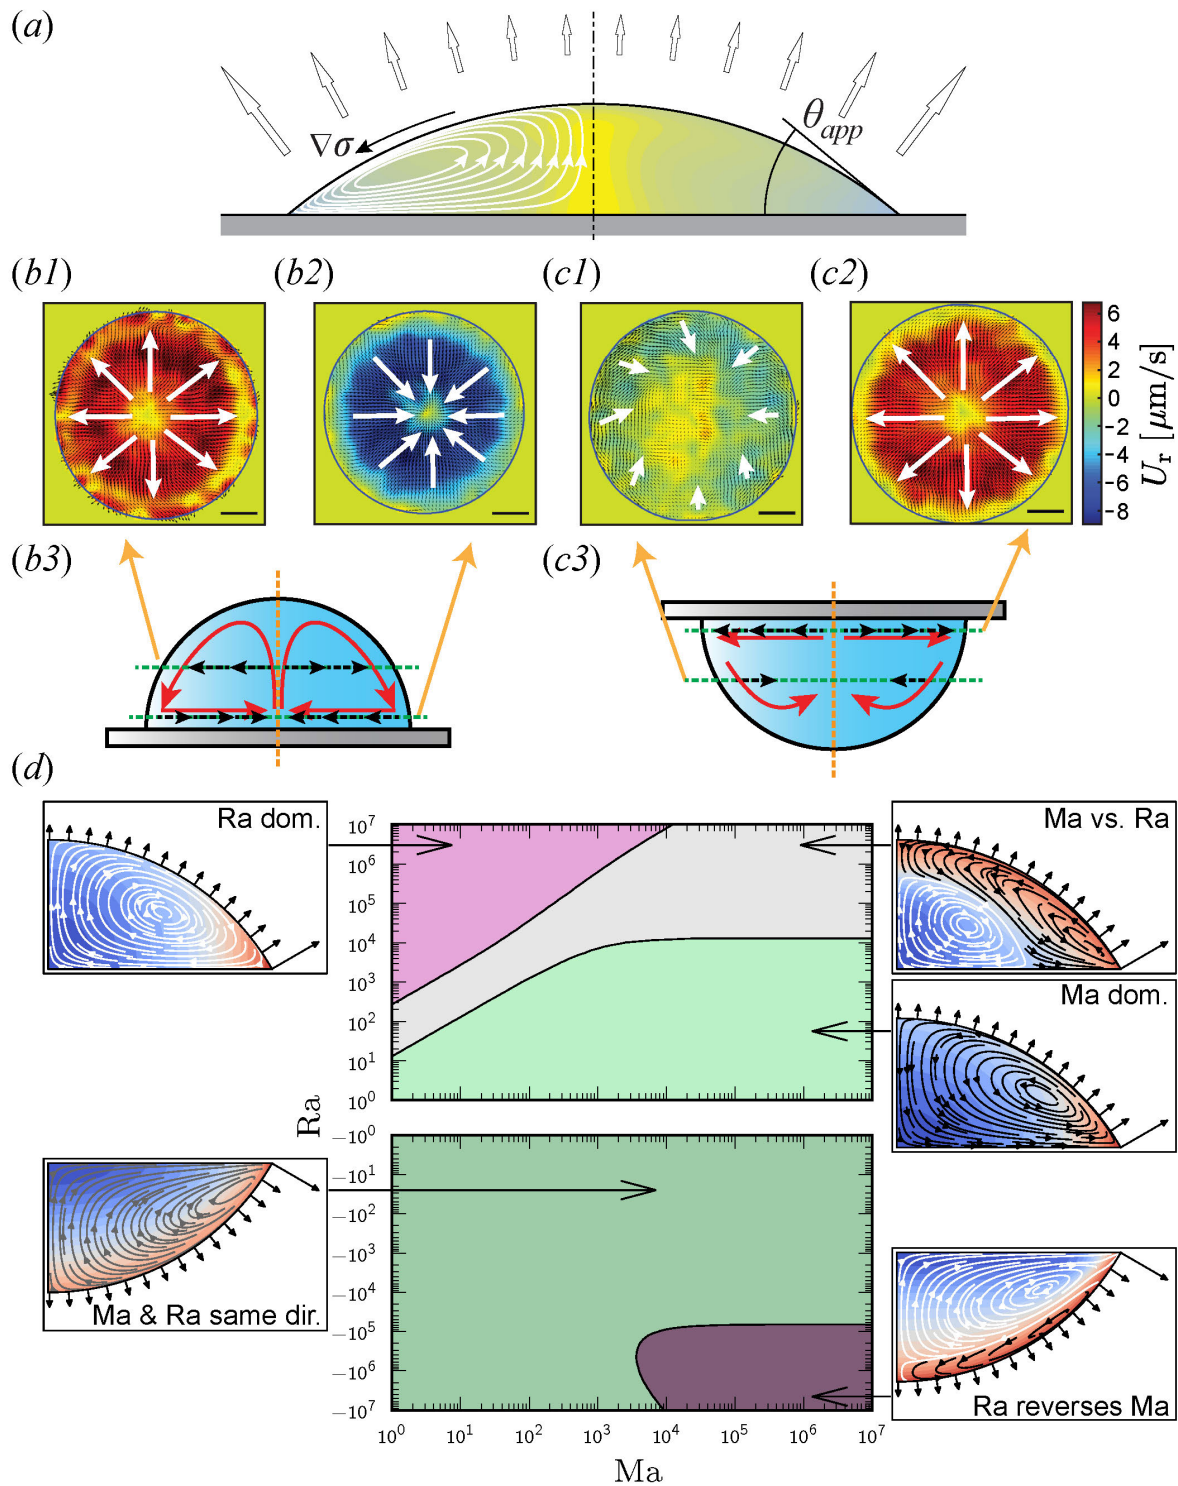 (a)
∇σ
θapp
(b1) (b2) (c1) (c2)
6
4
2
0
−2
−4
−6
−8
Ur [μm/s]
(b3) (c3)
(d)
Ra dom.
Ma vs. Ra
Ma dom.
Ma & Ra same dir.
Ra reverses Ma
10^7
10^6
10^5
10^4
10^3
10^2
10^1
10^0
Ra
−10^0
−10^1
−10^2
−10^3
−10^4
−10^5
−10^6
−10^7
10^0 10^1 10^2 10^3 10^4 10^5 10^6 10^7
Ma